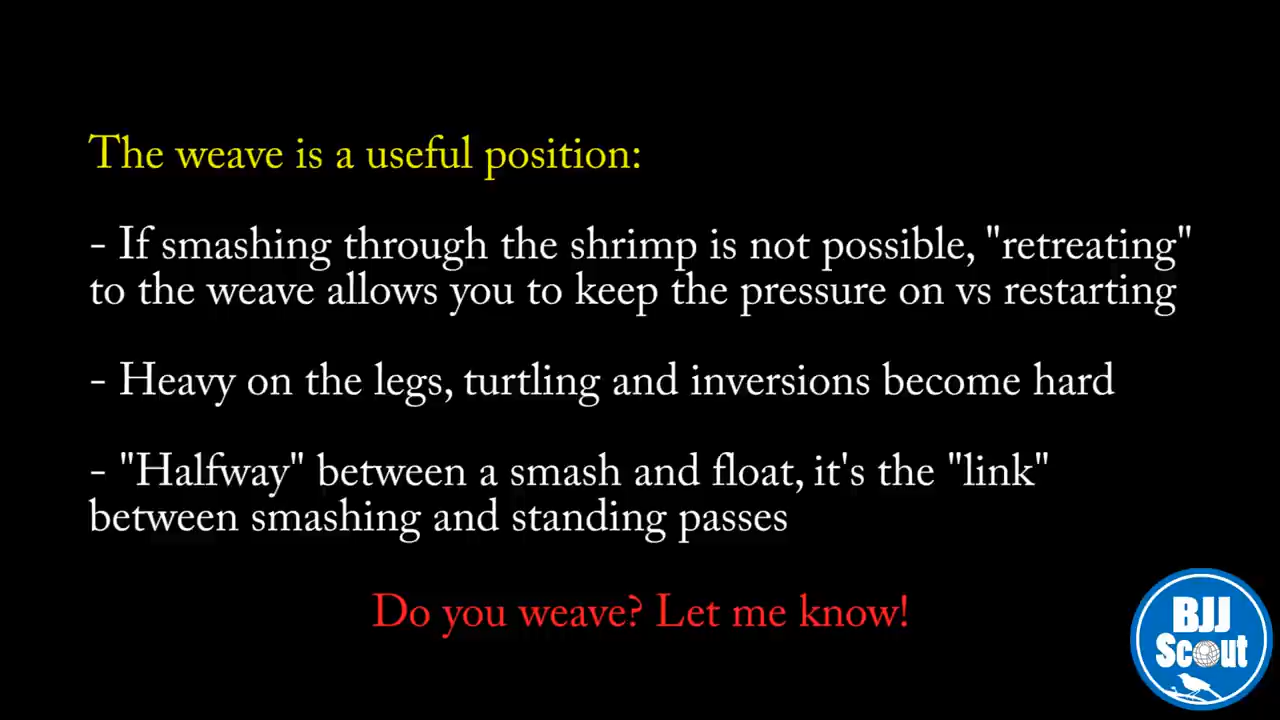 The weave is a useful position:
- If smashing through the shrimp is not possible, "retreating"
to the weave allows you to keep the pressure on vs restarting
- Heavy on the legs, turtling and inversions become hard
- "Halfway" between a smash and float, it's the "link"
between smashing and standing passes
Do you weave? Let me know!
BJJ
Scout